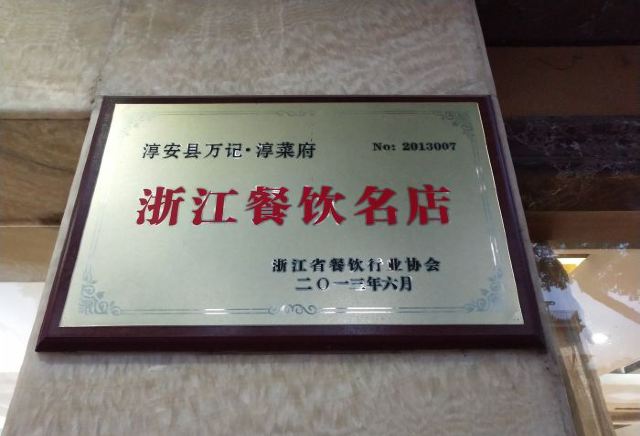 淳安县万记·淳菜府 No: 2013007
浙江餐饮名店
浙江省餐饮行业协会
二〇一三年六月